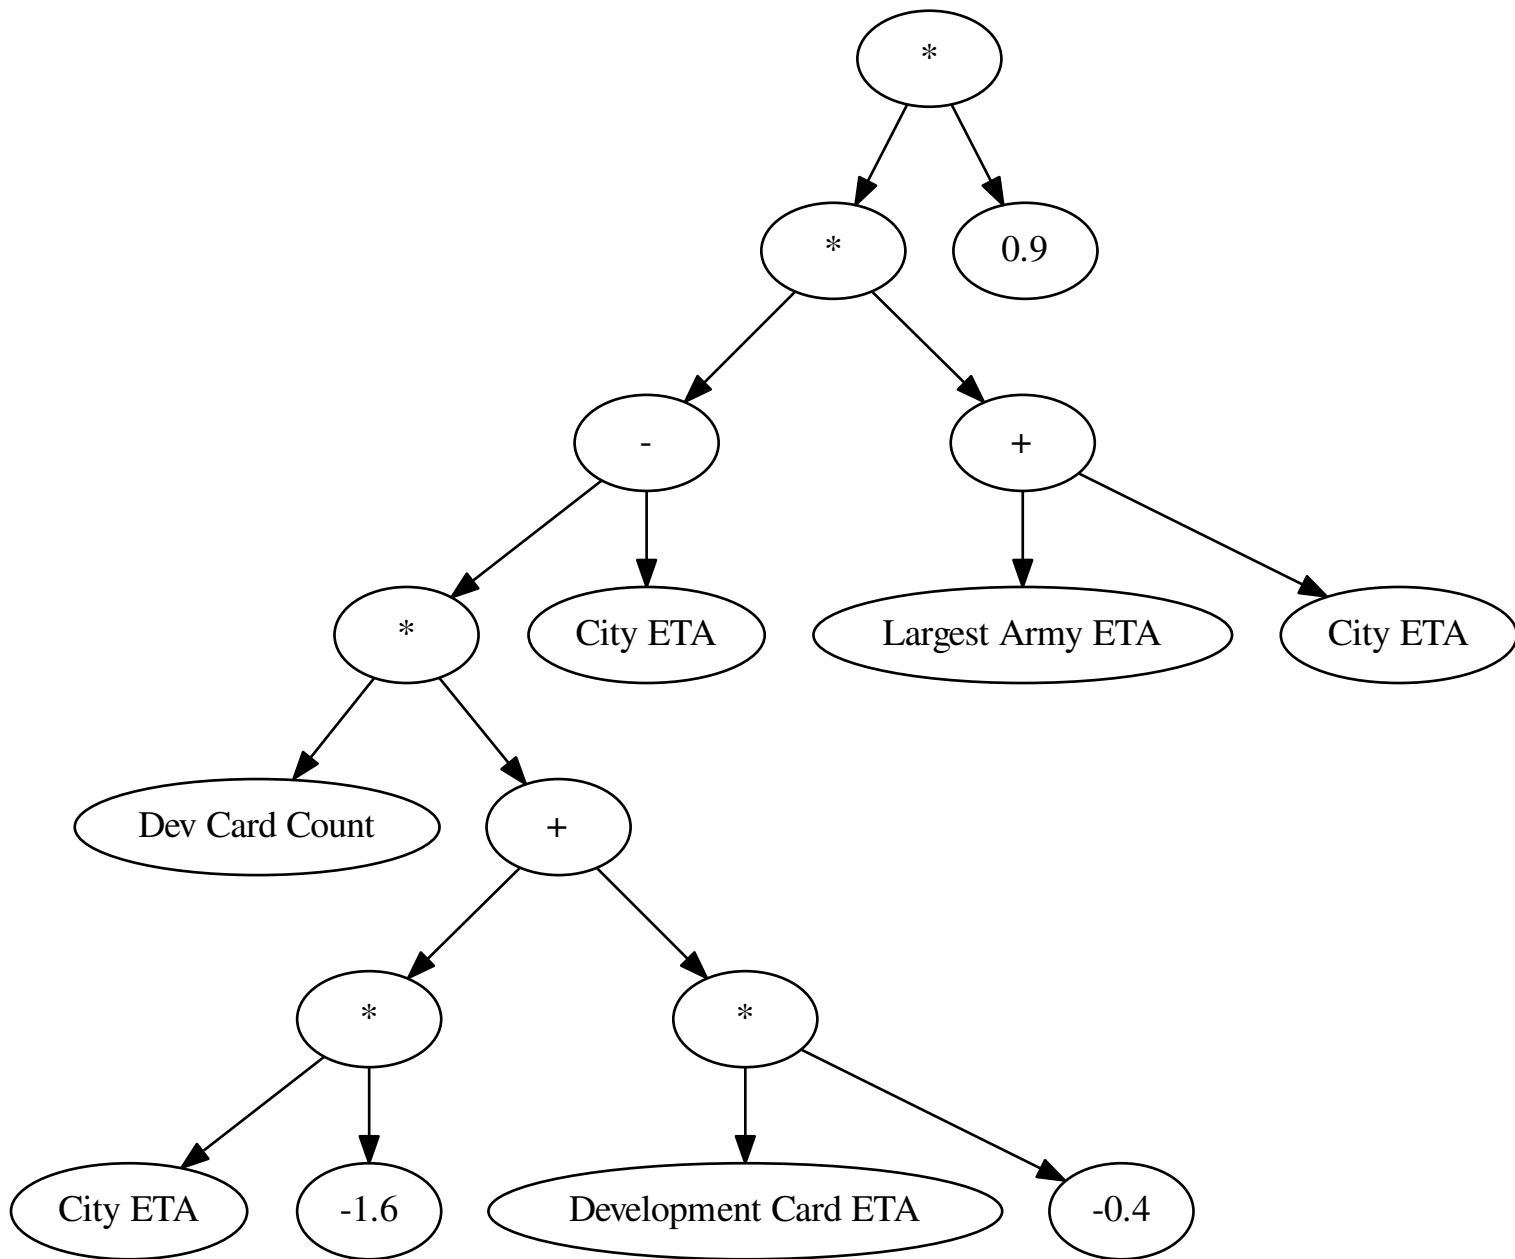 *
* 0.9
- +
* City ETA Largest Army ETA City ETA
Dev Card Count +
* *
City ETA -1.6 Development Card ETA -0.4